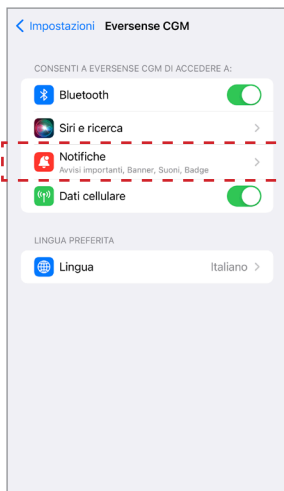 Impostazioni Eversense CGM
CONSENTI A EVERSENSE CGM DI ACCEDERE A:
Bluetooth
Siri e ricerca
Notifiche
Avvisi importanti, Banner, Suoni, Badge
Dati cellulare
LINGUA PREFERITA
Lingua Italiano